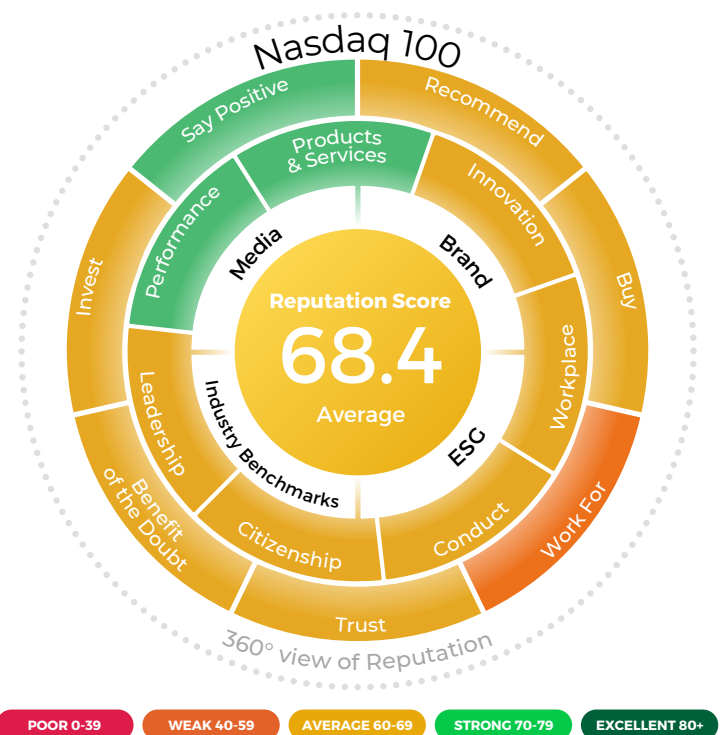 Nasdaq 100
Say Positive
Recommend
Buy
Work For
Trust
Benefit
of the Doubt
Invest
Products
& Services
Innovation
Workplace
Conduct
Citizenship
Leadership
Performance
Media
Brand
ESG
Industry Benchmarks
Reputation Score
68.4
Average
360° view of Reputation
POOR 0-39
WEAK 40-59
AVERAGE 60-69
STRONG 70-79
EXCELLENT 80+